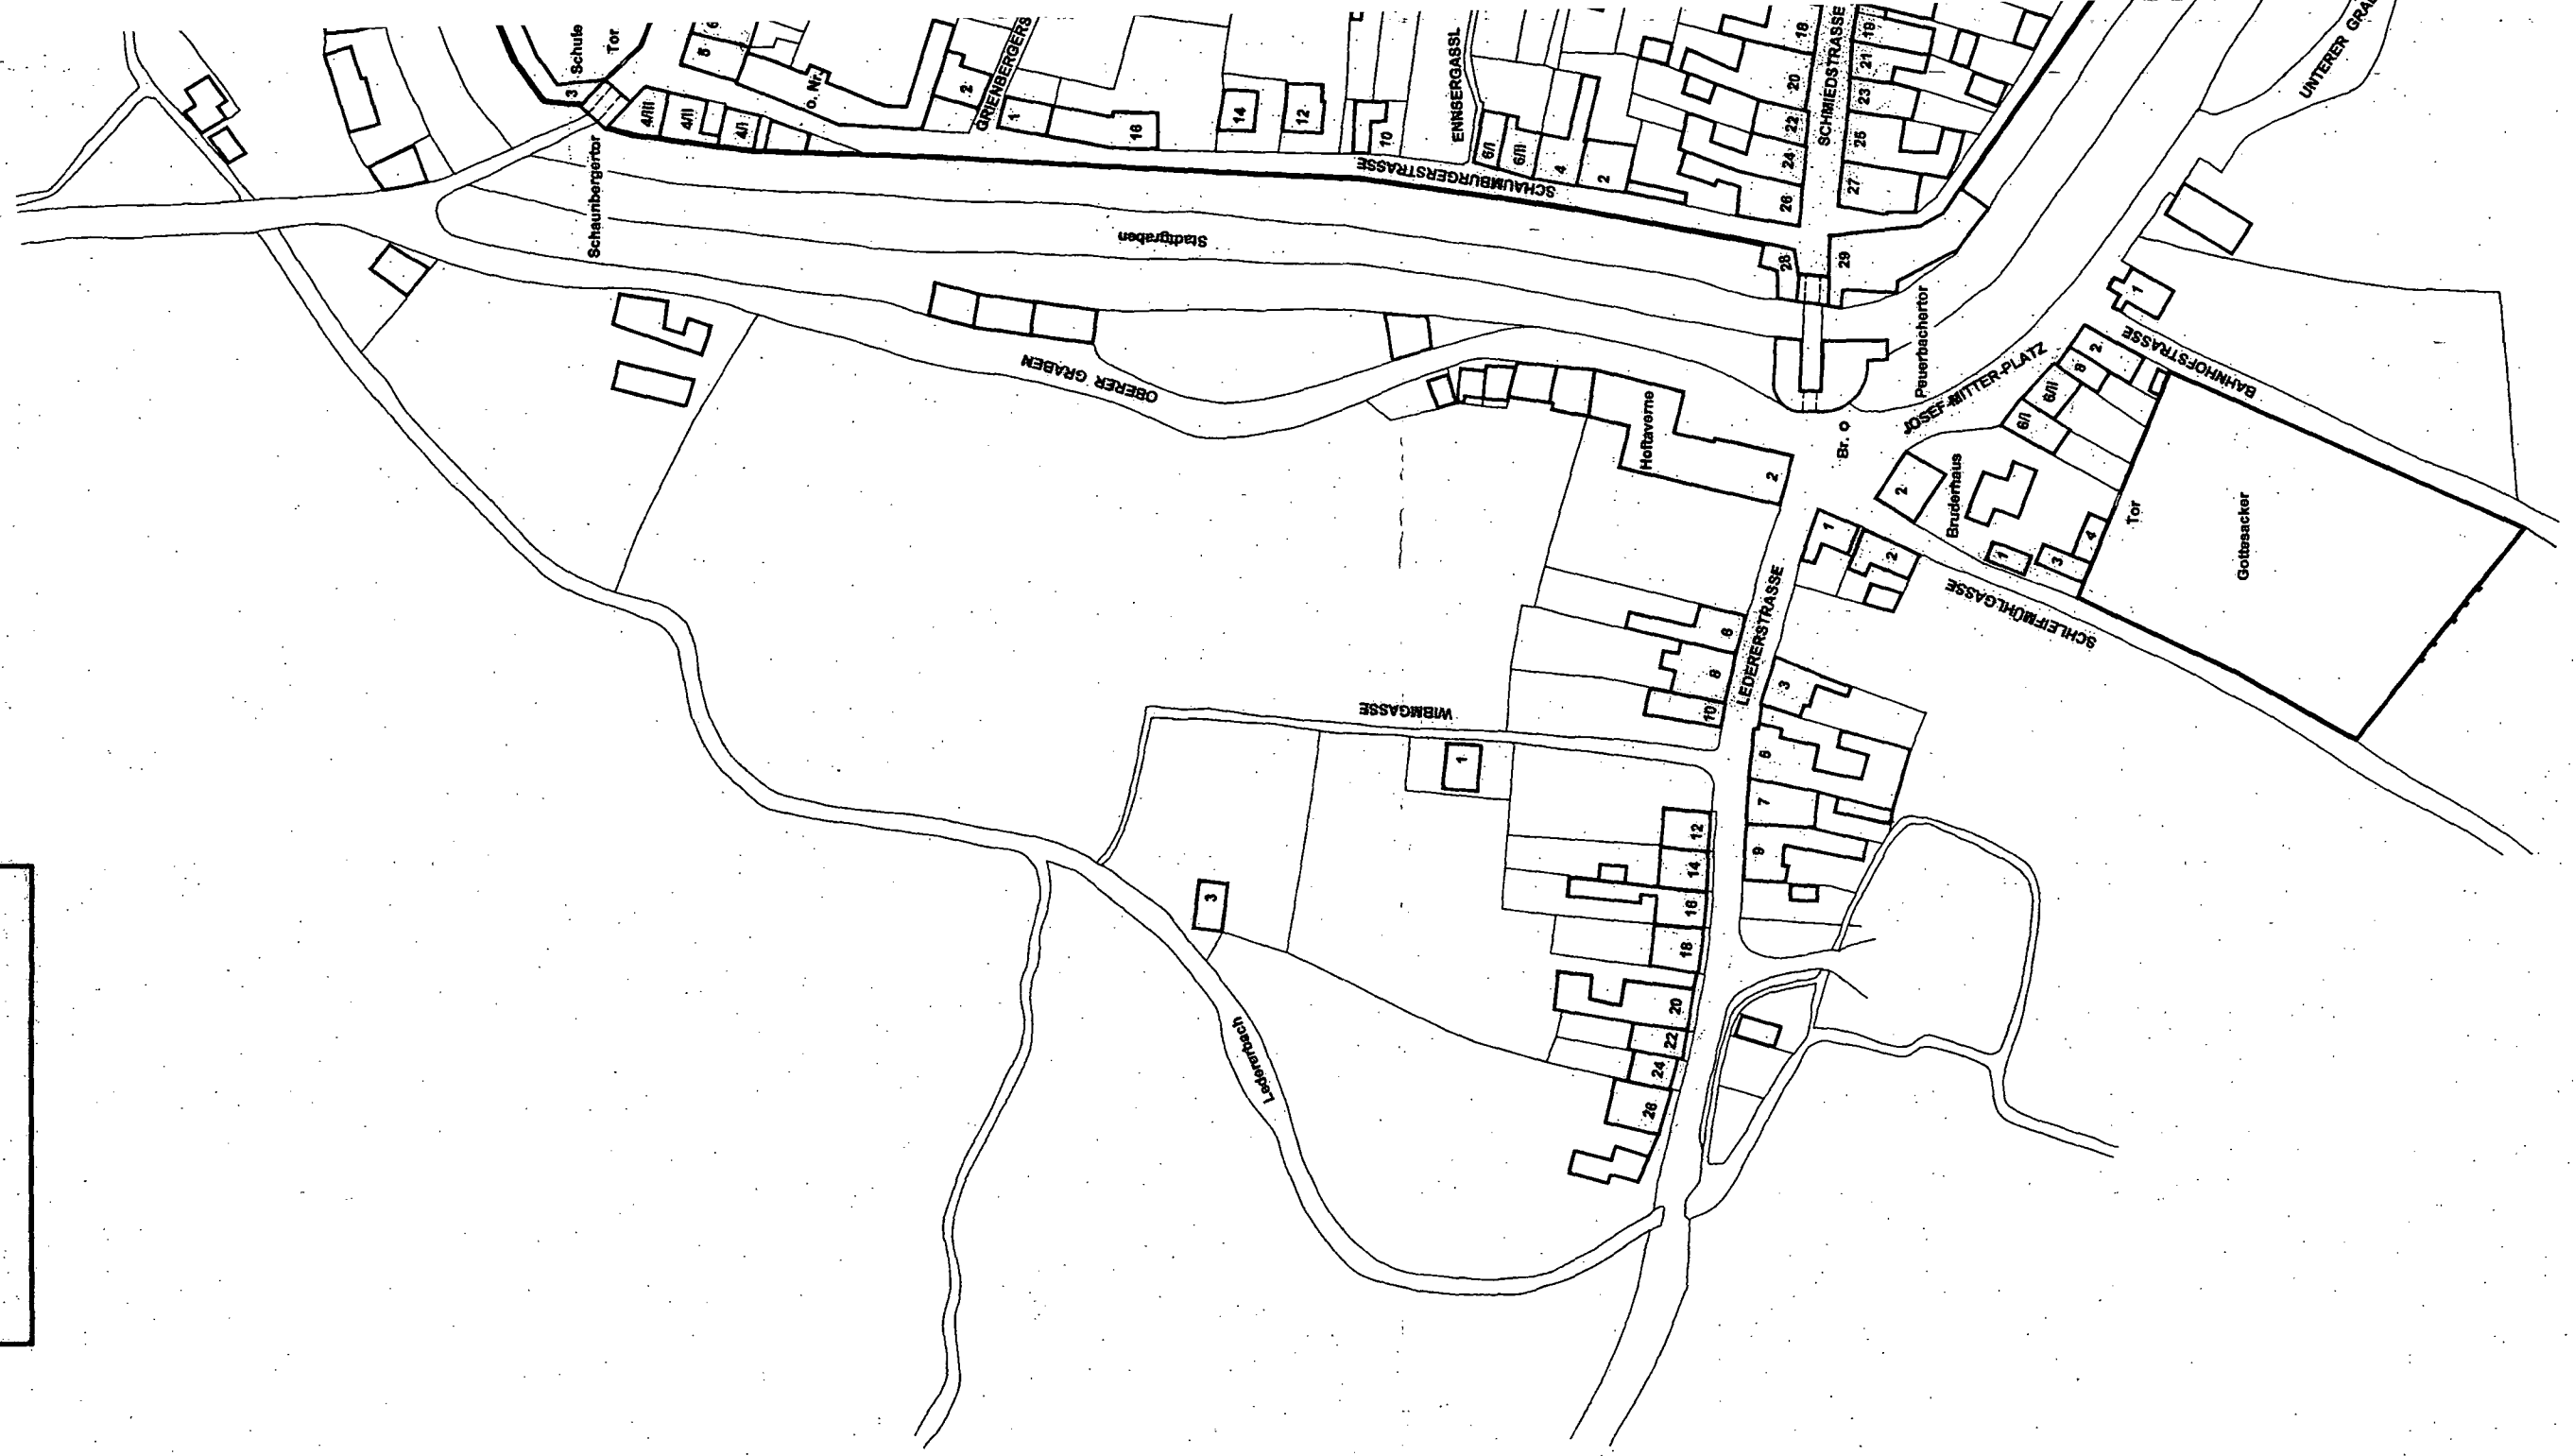 Schule
Tor
3
Schaunbergertor
4/III
4/II
4/I
5
o. Nr.
2
GRIENBERGERS
1
16
14
12
10
ENNSERGASSL
SCHAUMBURGERSTRASSE
6/I
6/II
4
2
18
20
22
24
26
28
SCHMIEDSTRASSE
19
21
23
25
27
29
UNTERER GRA
Stadtgraben
OBERER GRABEN
Peuerbachertor
Hoftaverne
2
Br.
JOSEF-MITTER-PLATZ
6/I
6/II
8
2
1
BAHNHOFSTRASSE
2
Bruderhaus
1
3
4
Tor
Gottesacker
SCHLEIFMÜHLGASSE
1
2
LEDERERSTRASSE
6
8
10
3
7
9
WIBMGASSE
1
3
12
14
16
18
20
22
24
Ledererbach